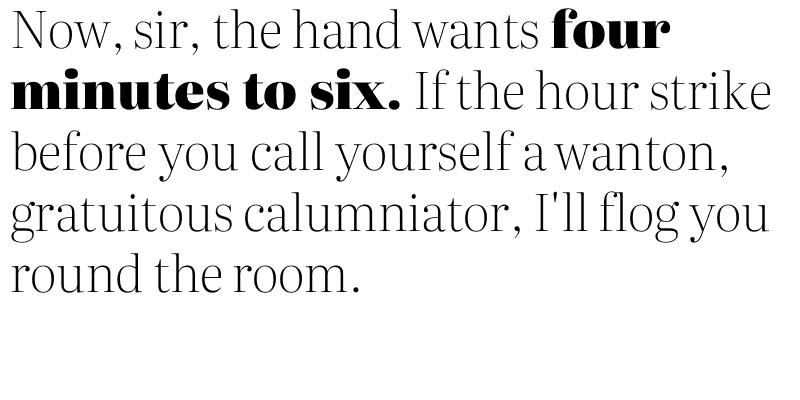 Now, sir, the hand wants four
minutes to six. If the hour strike
before you call yourself a wanton,
gratuitous calumniator, I'll flog you
round the room.